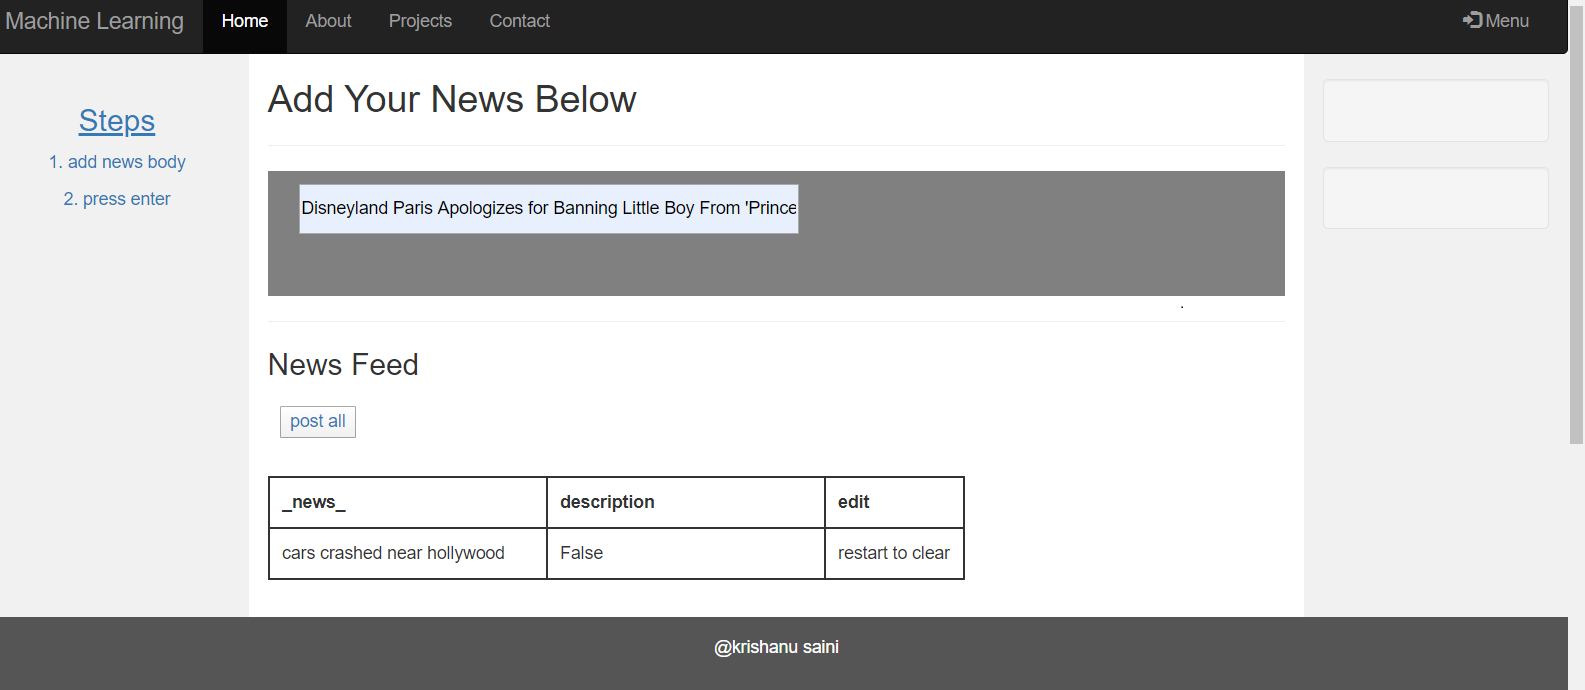 Machine Learning Home About Projects Contact Menu
Steps
1. add news body
2. press enter
Add Your News Below
Disneyland Paris Apologizes for Banning Little Boy From 'Prince
.
News Feed
post all
_news_ description edit
cars crashed near hollywood False restart to clear
@krishanu saini